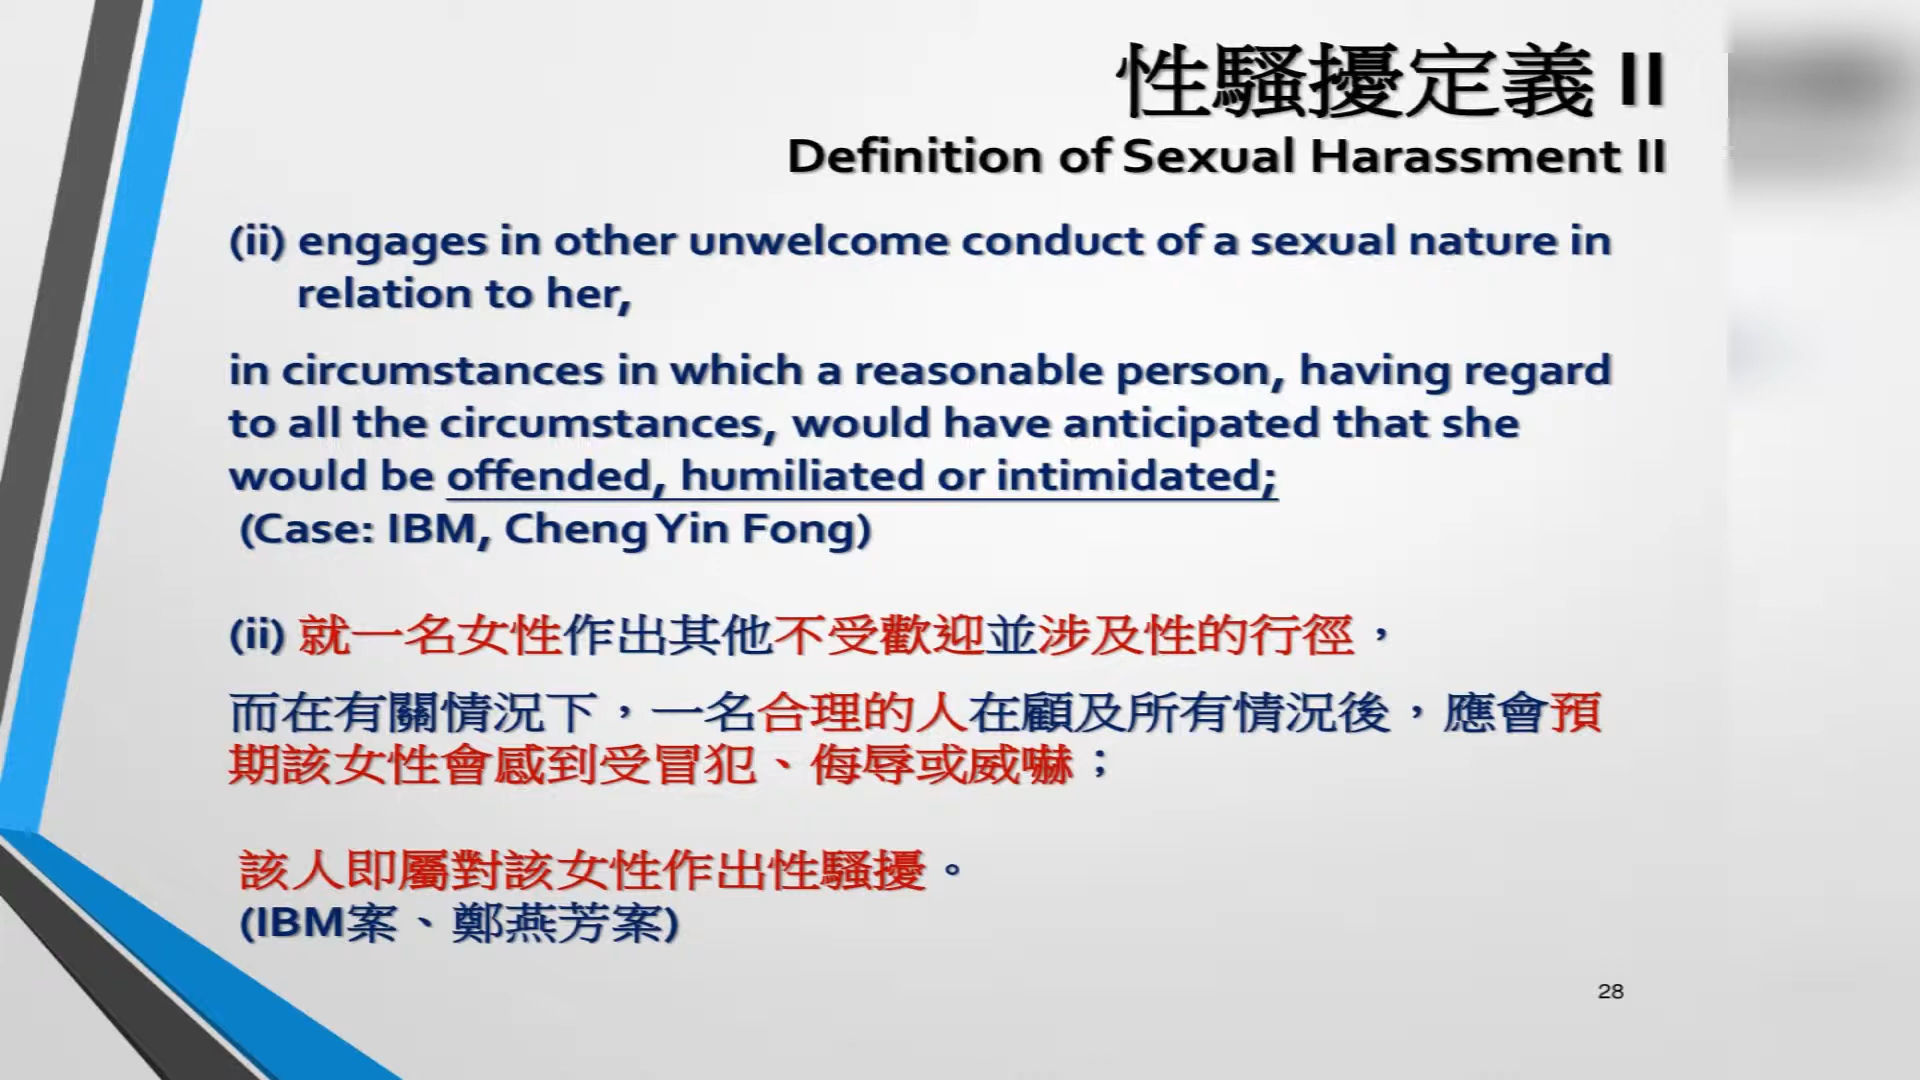 性騷擾定義 II
Definition of Sexual Harassment II
(ii) engages in other unwelcome conduct of a sexual nature in
relation to her,
in circumstances in which a reasonable person, having regard
to all the circumstances, would have anticipated that she
would be offended, humiliated or intimidated;
(Case: IBM, Cheng Yin Fong)
(ii) 就一名女性作出其他不受歡迎並涉及性的行徑，
而在有關情況下，一名合理的人在顧及所有情況後，應會預
期該女性會感到受冒犯、侮辱或威嚇；
該人即屬對該女性作出性騷擾。
(IBM案、鄭燕芳案)
28